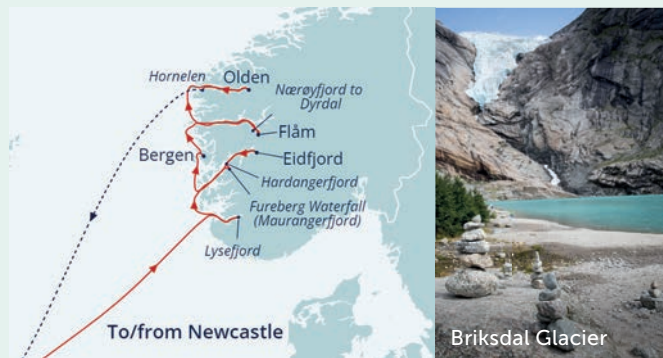 Hornelen
Olden
Nærøyfjord to
Dyrdal
Flåm
Bergen
Eidfjord
Hardangerfjord
Fureberg Waterfall
(Maurangerfjord)
Lysefjord
To/from Newcastle
Briksdal Glacier